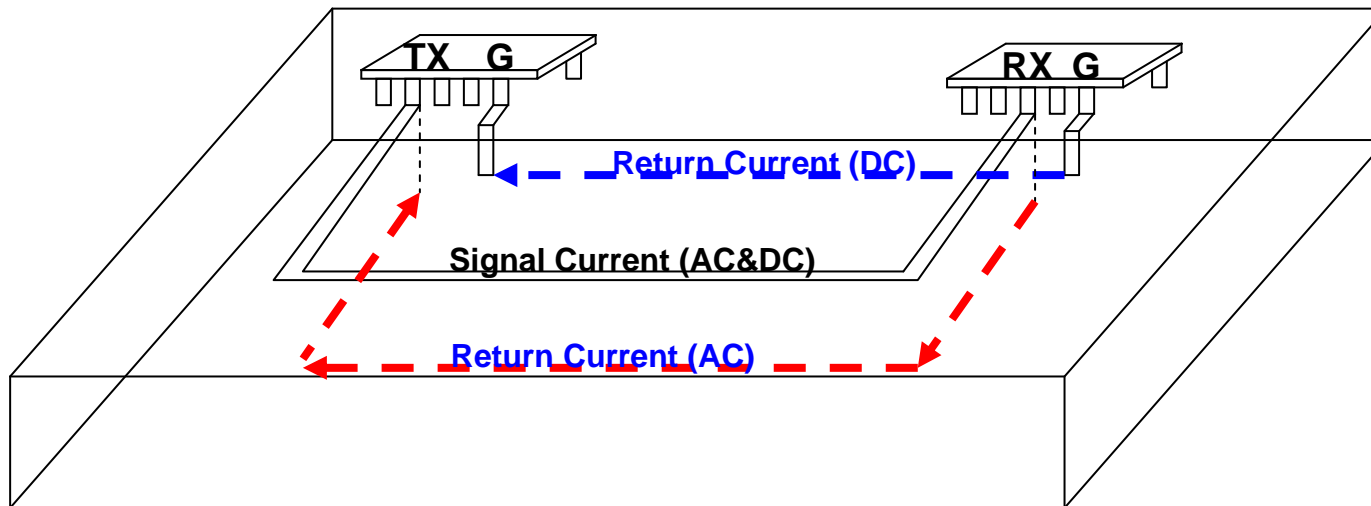 TX G
RX G
Return Current (DC)
Signal Current (AC&DC)
Return Current (AC)